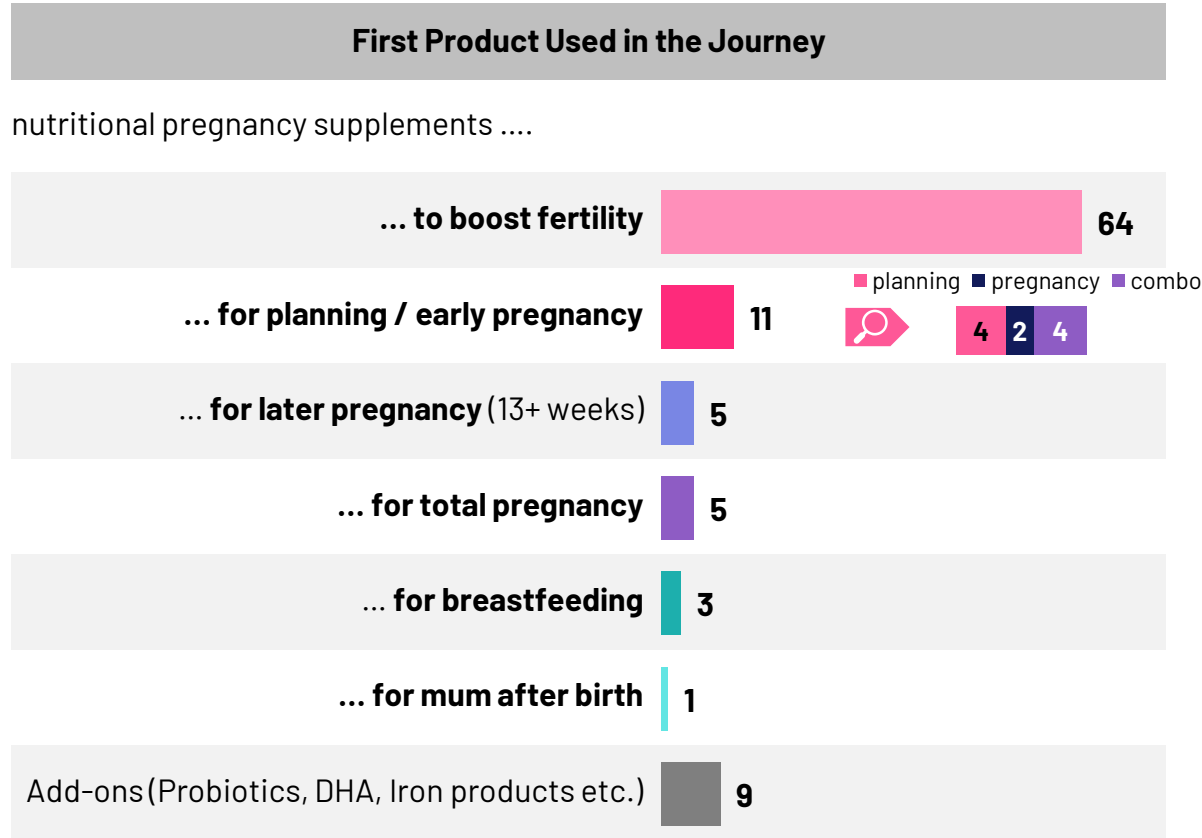 First Product Used in the Journey
nutritional pregnancy supplements ....
... to boost fertility 64
planning pregnancy combo
... for planning / early pregnancy 11 4 2 4
... for later pregnancy (13+ weeks) 5
... for total pregnancy 5
... for breastfeeding 3
... for mum after birth 1
Add-ons (Probiotics, DHA, Iron products etc.) 9